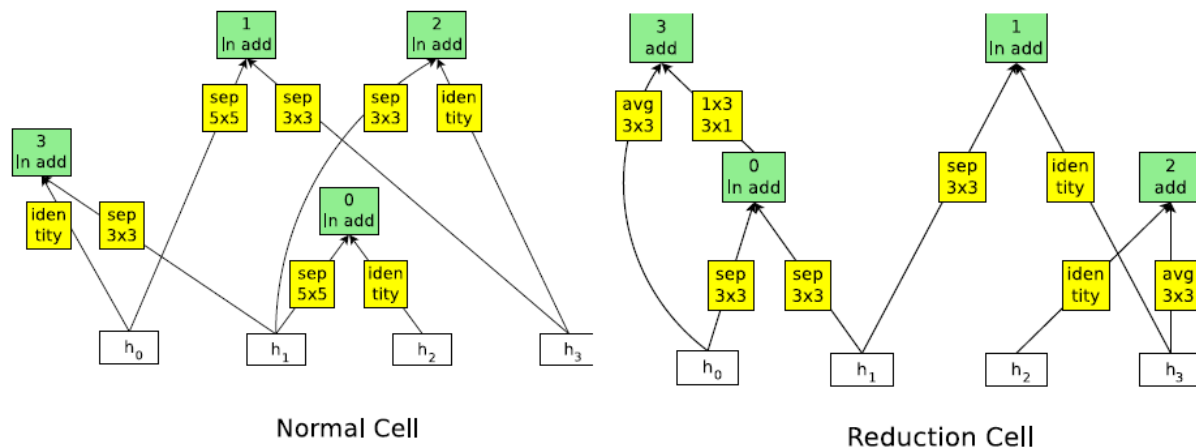 1
ln add
2
ln add
sep
5x5
sep
3x3
sep
3x3
iden
tity
3
ln add
0
ln add
iden
tity
sep
3x3
sep
5x5
iden
tity
h0
h1
h2
h3
Normal Cell
3
add
1
ln add
avg
3x3
1x3
3x1
0
ln add
sep
3x3
iden
tity
2
add
sep
3x3
sep
3x3
iden
tity
avg
3x3
h0
h1
h2
h3
Reduction Cell